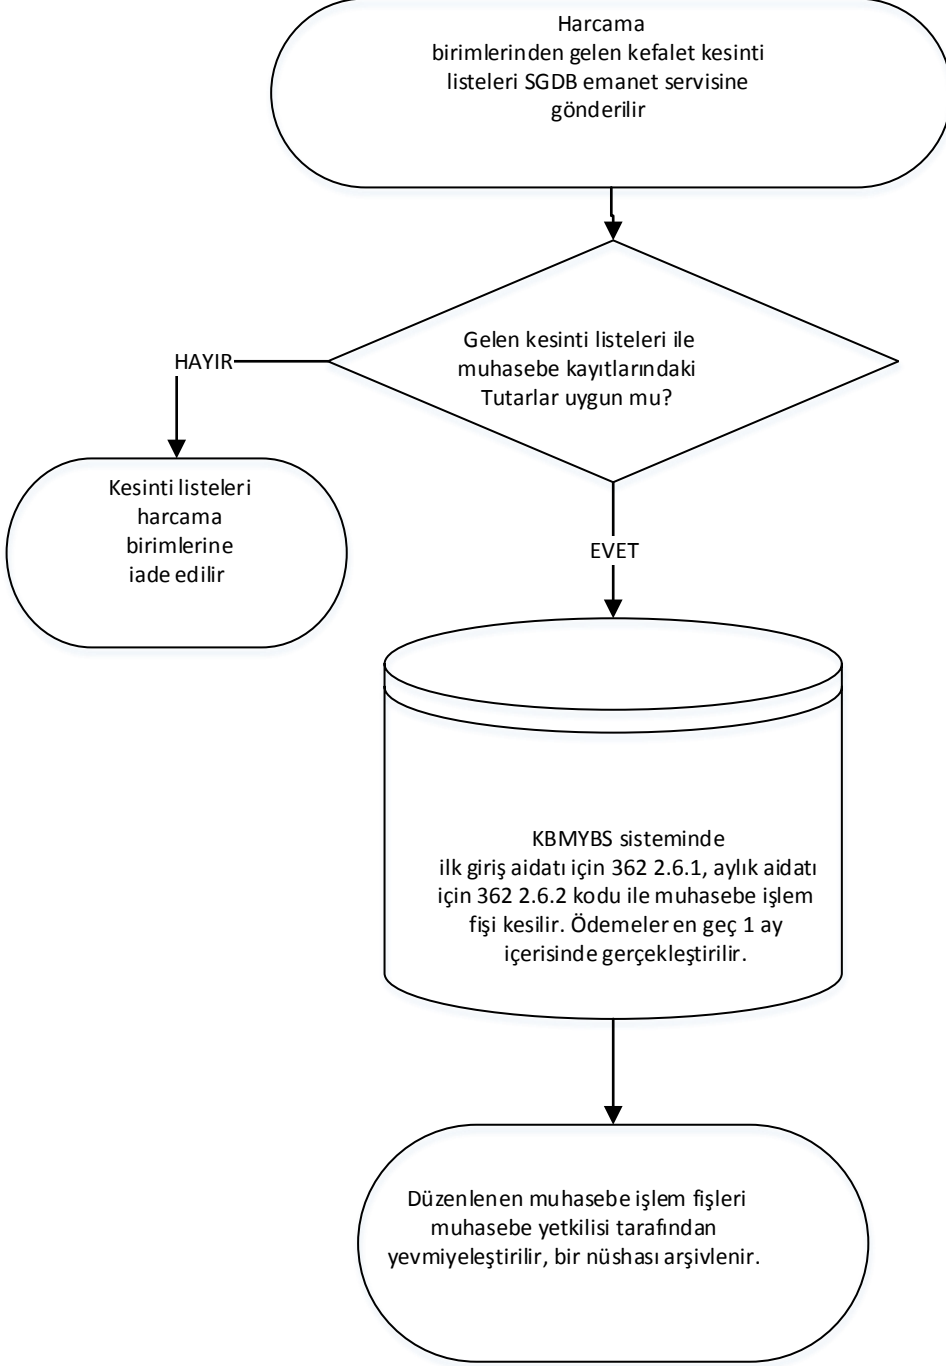 Harcama
birimlerinden gelen kefalet kesinti
listeleri SGDB emanet servisine
gönderilir
Gelen kesinti listeleri ile
muhasebe kayıtlarındaki
Tutarlar uygun mu?
HAYIR
Kesinti listeleri
harcama
birimlerine
iade edilir
EVET
KBMYBS sisteminde
ilk giriş aidatı için 362 2.6.1, aylık aidatı
için 362 2.6.2 kodu ile muhasebe işlem
fişi kesilir. Ödemeler en geç 1 ay
içerisinde gerçekleştirilir.
Düzenlenen muhasebe işlem fişleri
muhasebe yetkilisi tarafından
yevmiyeleştirilir, bir nüshası arşivlenir.